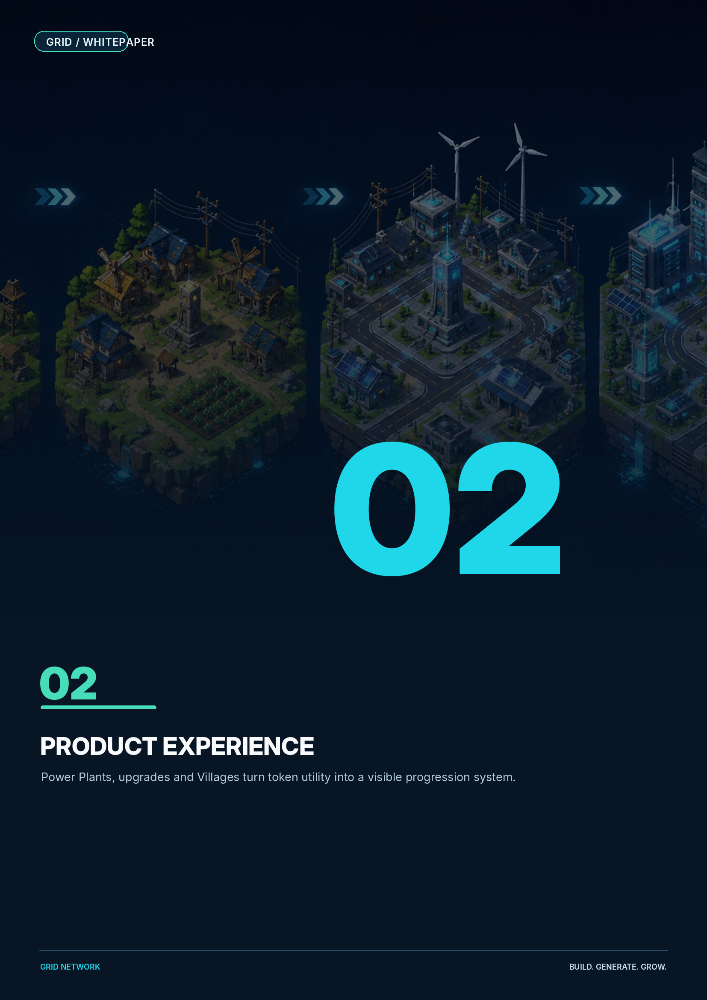 GRID / WHITEPAPER
02
02
PRODUCT EXPERIENCE
Power Plants, upgrades and Villages turn token utility into a visible progression system.
GRID NETWORK
BUILD. GENERATE. GROW.